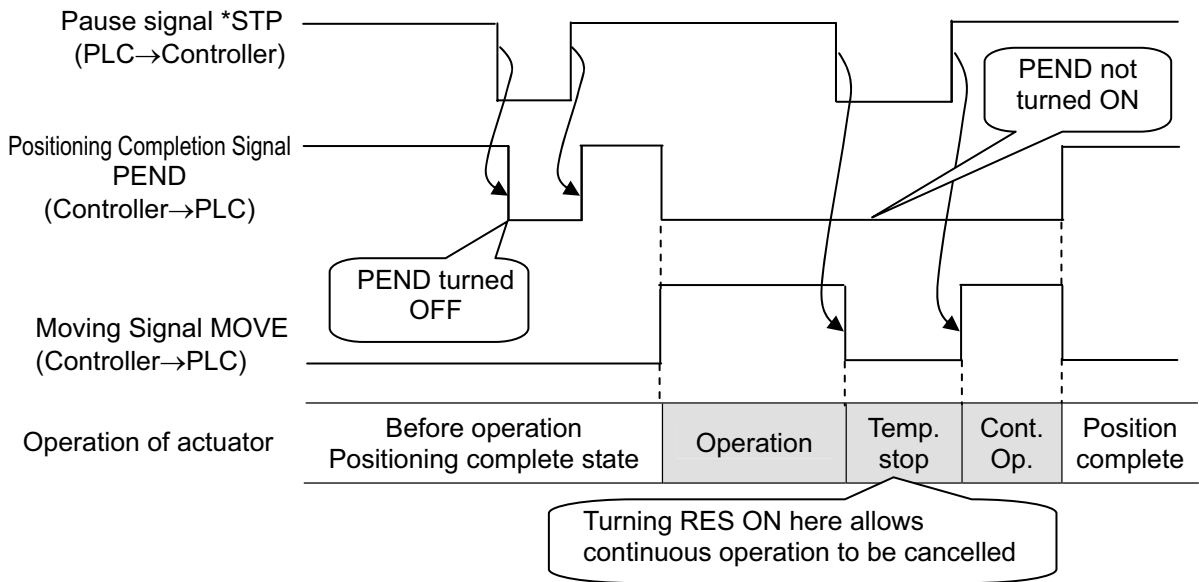 Pause signal *STP
(PLC→Controller)
PEND not
turned ON
Positioning Completion Signal
PEND
(Controller→PLC)
PEND turned
OFF
Moving Signal MOVE
(Controller→PLC)
Operation of actuator
Before operation
Positioning complete state
Operation
Temp.
stop
Cont.
Op.
Position
complete
Turning RES ON here allows
continuous operation to be cancelled